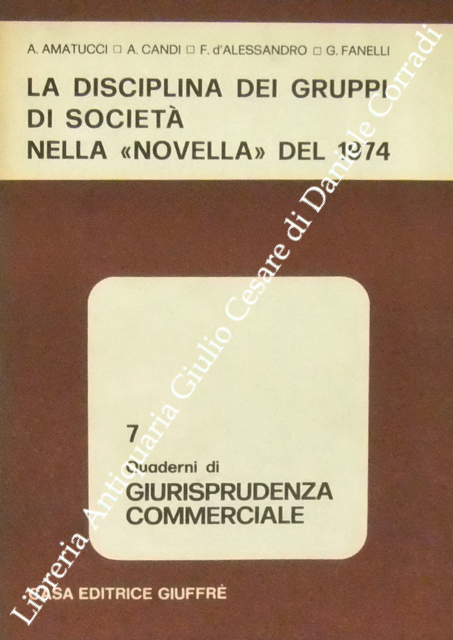 A. AMATUCCI □ A. CANDI □ F. d'ALESSANDRO □ G. FANELLI
LA DISCIPLINA DEI GRUPPI
DI SOCIETÀ
NELLA «NOVELLA» DEL 1974
7
Quaderni di
GIURISPRUDENZA
COMMERCIALE
CASA EDITRICE GIUFFRÈ
Libreria Antiquaria Giulio Cesare di Daniele Corradi